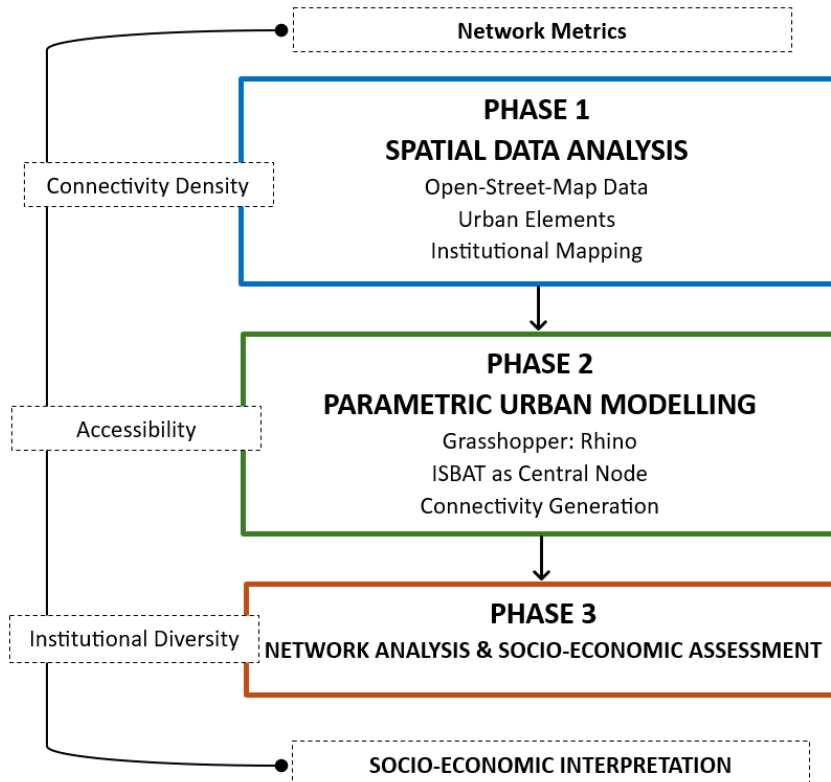 Network Metrics
PHASE 1
SPATIAL DATA ANALYSIS
Connectivity Density
Open-Street-Map Data
Urban Elements
Institutional Mapping
PHASE 2
PARAMETRIC URBAN MODELLING
Accessibility
Grasshopper: Rhino
ISBAT as Central Node
Connectivity Generation
PHASE 3
Institutional Diversity
NETWORK ANALYSIS & SOCIO-ECONOMIC ASSESSMENT
SOCIO-ECONOMIC INTERPRETATION